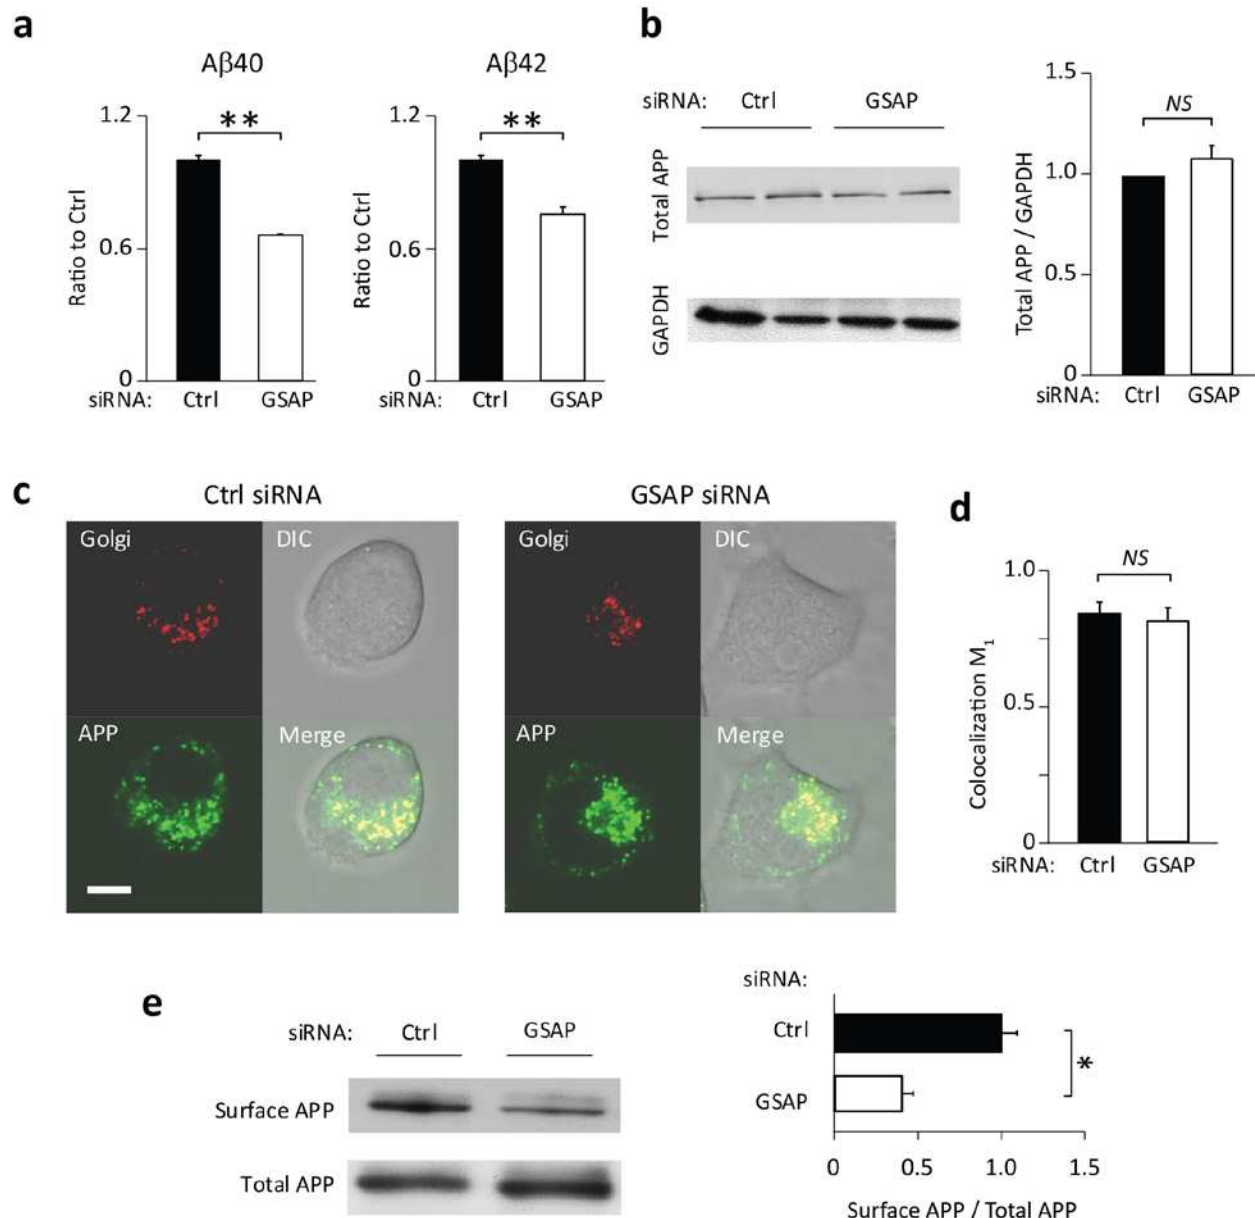 a
Aβ40
Aβ42
1.2
**
0.6
0
Ratio to Ctrl
siRNA: Ctrl GSAP
1.2
**
0.6
0
Ratio to Ctrl
siRNA: Ctrl GSAP
b
siRNA: Ctrl GSAP
Total APP
GAPDH
1.5
NS
1.0
0.5
0
Total APP / GAPDH
siRNA: Ctrl GSAP
c
Ctrl siRNA
Golgi DIC
APP Merge
GSAP siRNA
Golgi DIC
APP Merge
d
1.0
NS
0.5
0
Colocalization M1
siRNA: Ctrl GSAP
e
siRNA: Ctrl GSAP
Surface APP
Total APP
siRNA:
Ctrl
GSAP
*
0 0.5 1.0 1.5
Surface APP / Total APP